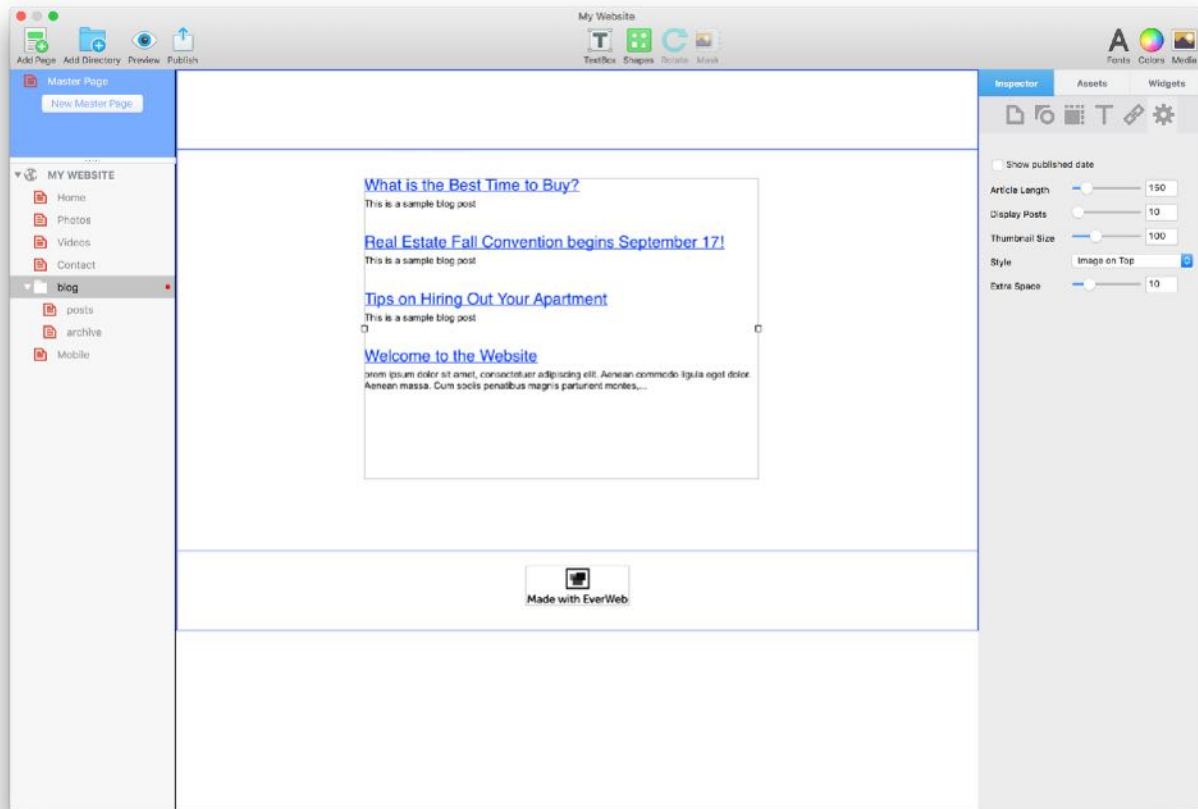 My Website
Add Page Add Directory Preview Publish
TextBox Shapes Rotate Mask
Fonts Colors Media
Master Page
New Master Page
MY WEBSITE
Home
Photos
Videos
Contact
blog
posts
archive
Mobile
What is the Best Time to Buy?
This is a sample blog post
Real Estate Fall Convention begins September 17!
This is a sample blog post
Tips on Hiring Out Your Apartment
This is a sample blog post
Welcome to the Website
orem ipsum dolor sit amet, consectetuer adipiscing elit. Aenean commodo ligula eget dolor.
Aenean massa. Cum sociis penatibus magnis parturient montes,...
Made with EverWeb
Inspector Assets Widgets
T
Show published date
Article Length 150
Display Posts 10
Thumbnail Size 100
Style Image on Top
Extra Space 10